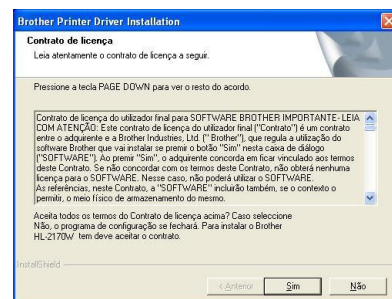 Brother Printer Driver Installation
Contrato de licença
Leia atentamente o contrato de licença a seguir.
Pressione a tecla PAGE DOWN para ver o resto do acordo.
Contrato de licença do utilizador final para SOFTWARE BROTHER IMPORTANTE- LEIA
COM ATENÇÃO: Este contrato de licença do utilizador final ("Contrato") é um contrato
entre o adquirente e a Brother Industries, Ltd. (" Brother"), que regula a utilização do
software Brother que vai instalar se premir o botão "Sim" nesta caixa de diálogo
("SOFTWARE"). Ao premir "Sim", o adquirente concorda em ficar vinculado aos termos
deste Contrato. Se não concordar com os termos deste Contrato, não obterá nenhuma
licença para o SOFTWARE. Nesse caso, não poderá utilizar o SOFTWARE.
As referências, neste Contrato, a "SOFTWARE" incluirão também, se o contexto o
permitir, o meio físico de armazenamento do mesmo.
Aceita todos os termos do Contrato de licença acima? Caso seleccione
Não, o programa de configuração se fechará. Para instalar o Brother
HL-2170W tem deve aceitar o contrato.
InstallShield
< Anterior Sim Não